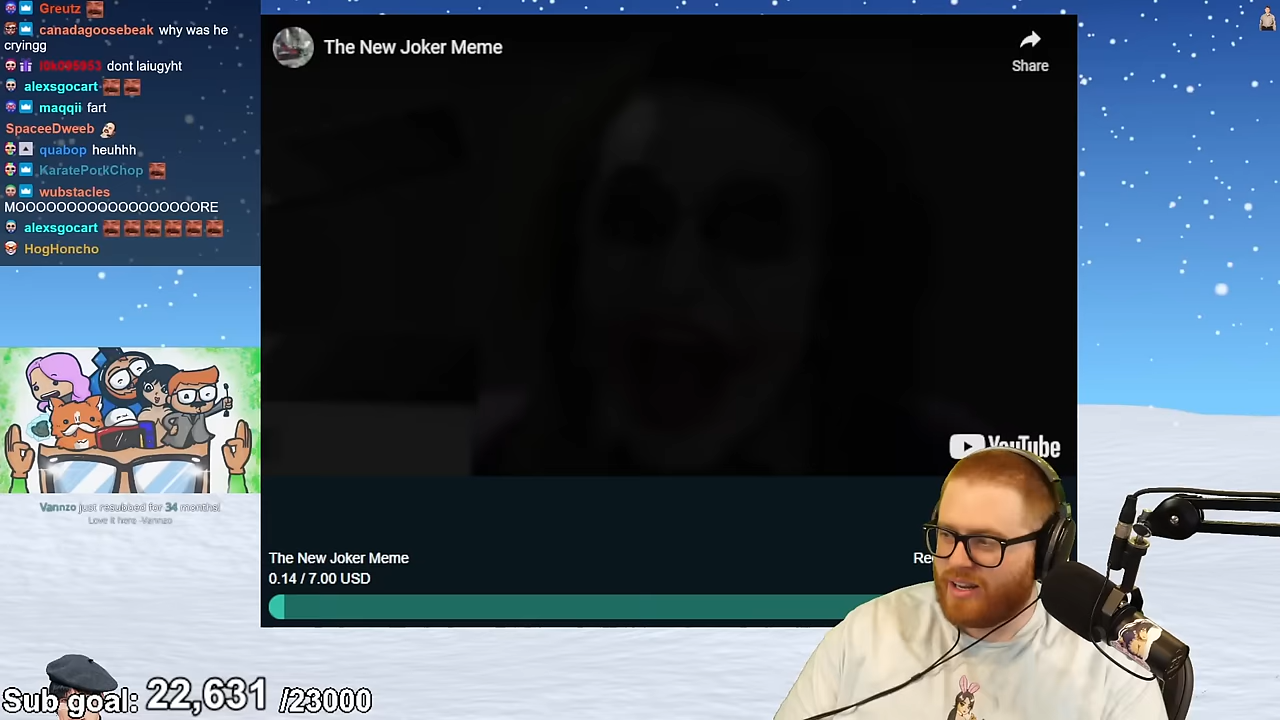 Greutz
canadagoosebeak why was he
cryingg
l0k095953 dont laiugyht
alexsgocart
maqqii fart
SpaceeDweeb
quabop heuhhh
KaratePorkChop
wubstacles
MOOOOOOOOOOOOOOOOOORE
alexsgocart
HogHoncho
Vannzo just resubbed for 34 months!
Love it here -Vannzo
The New Joker Meme
Share
YouTube
The New Joker Meme
0.14 / 7.00 USD
Sub goal: 22,631 /23000